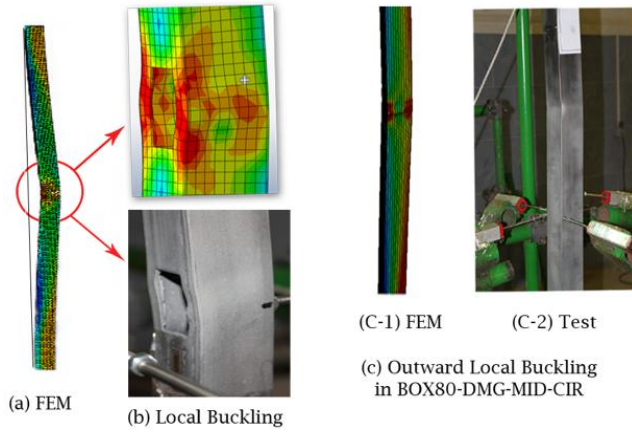 (a) FEM
(b) Local Buckling
(C-1) FEM
(C-2) Test
(c) Outward Local Buckling
in BOX80-DMG-MID-CIR